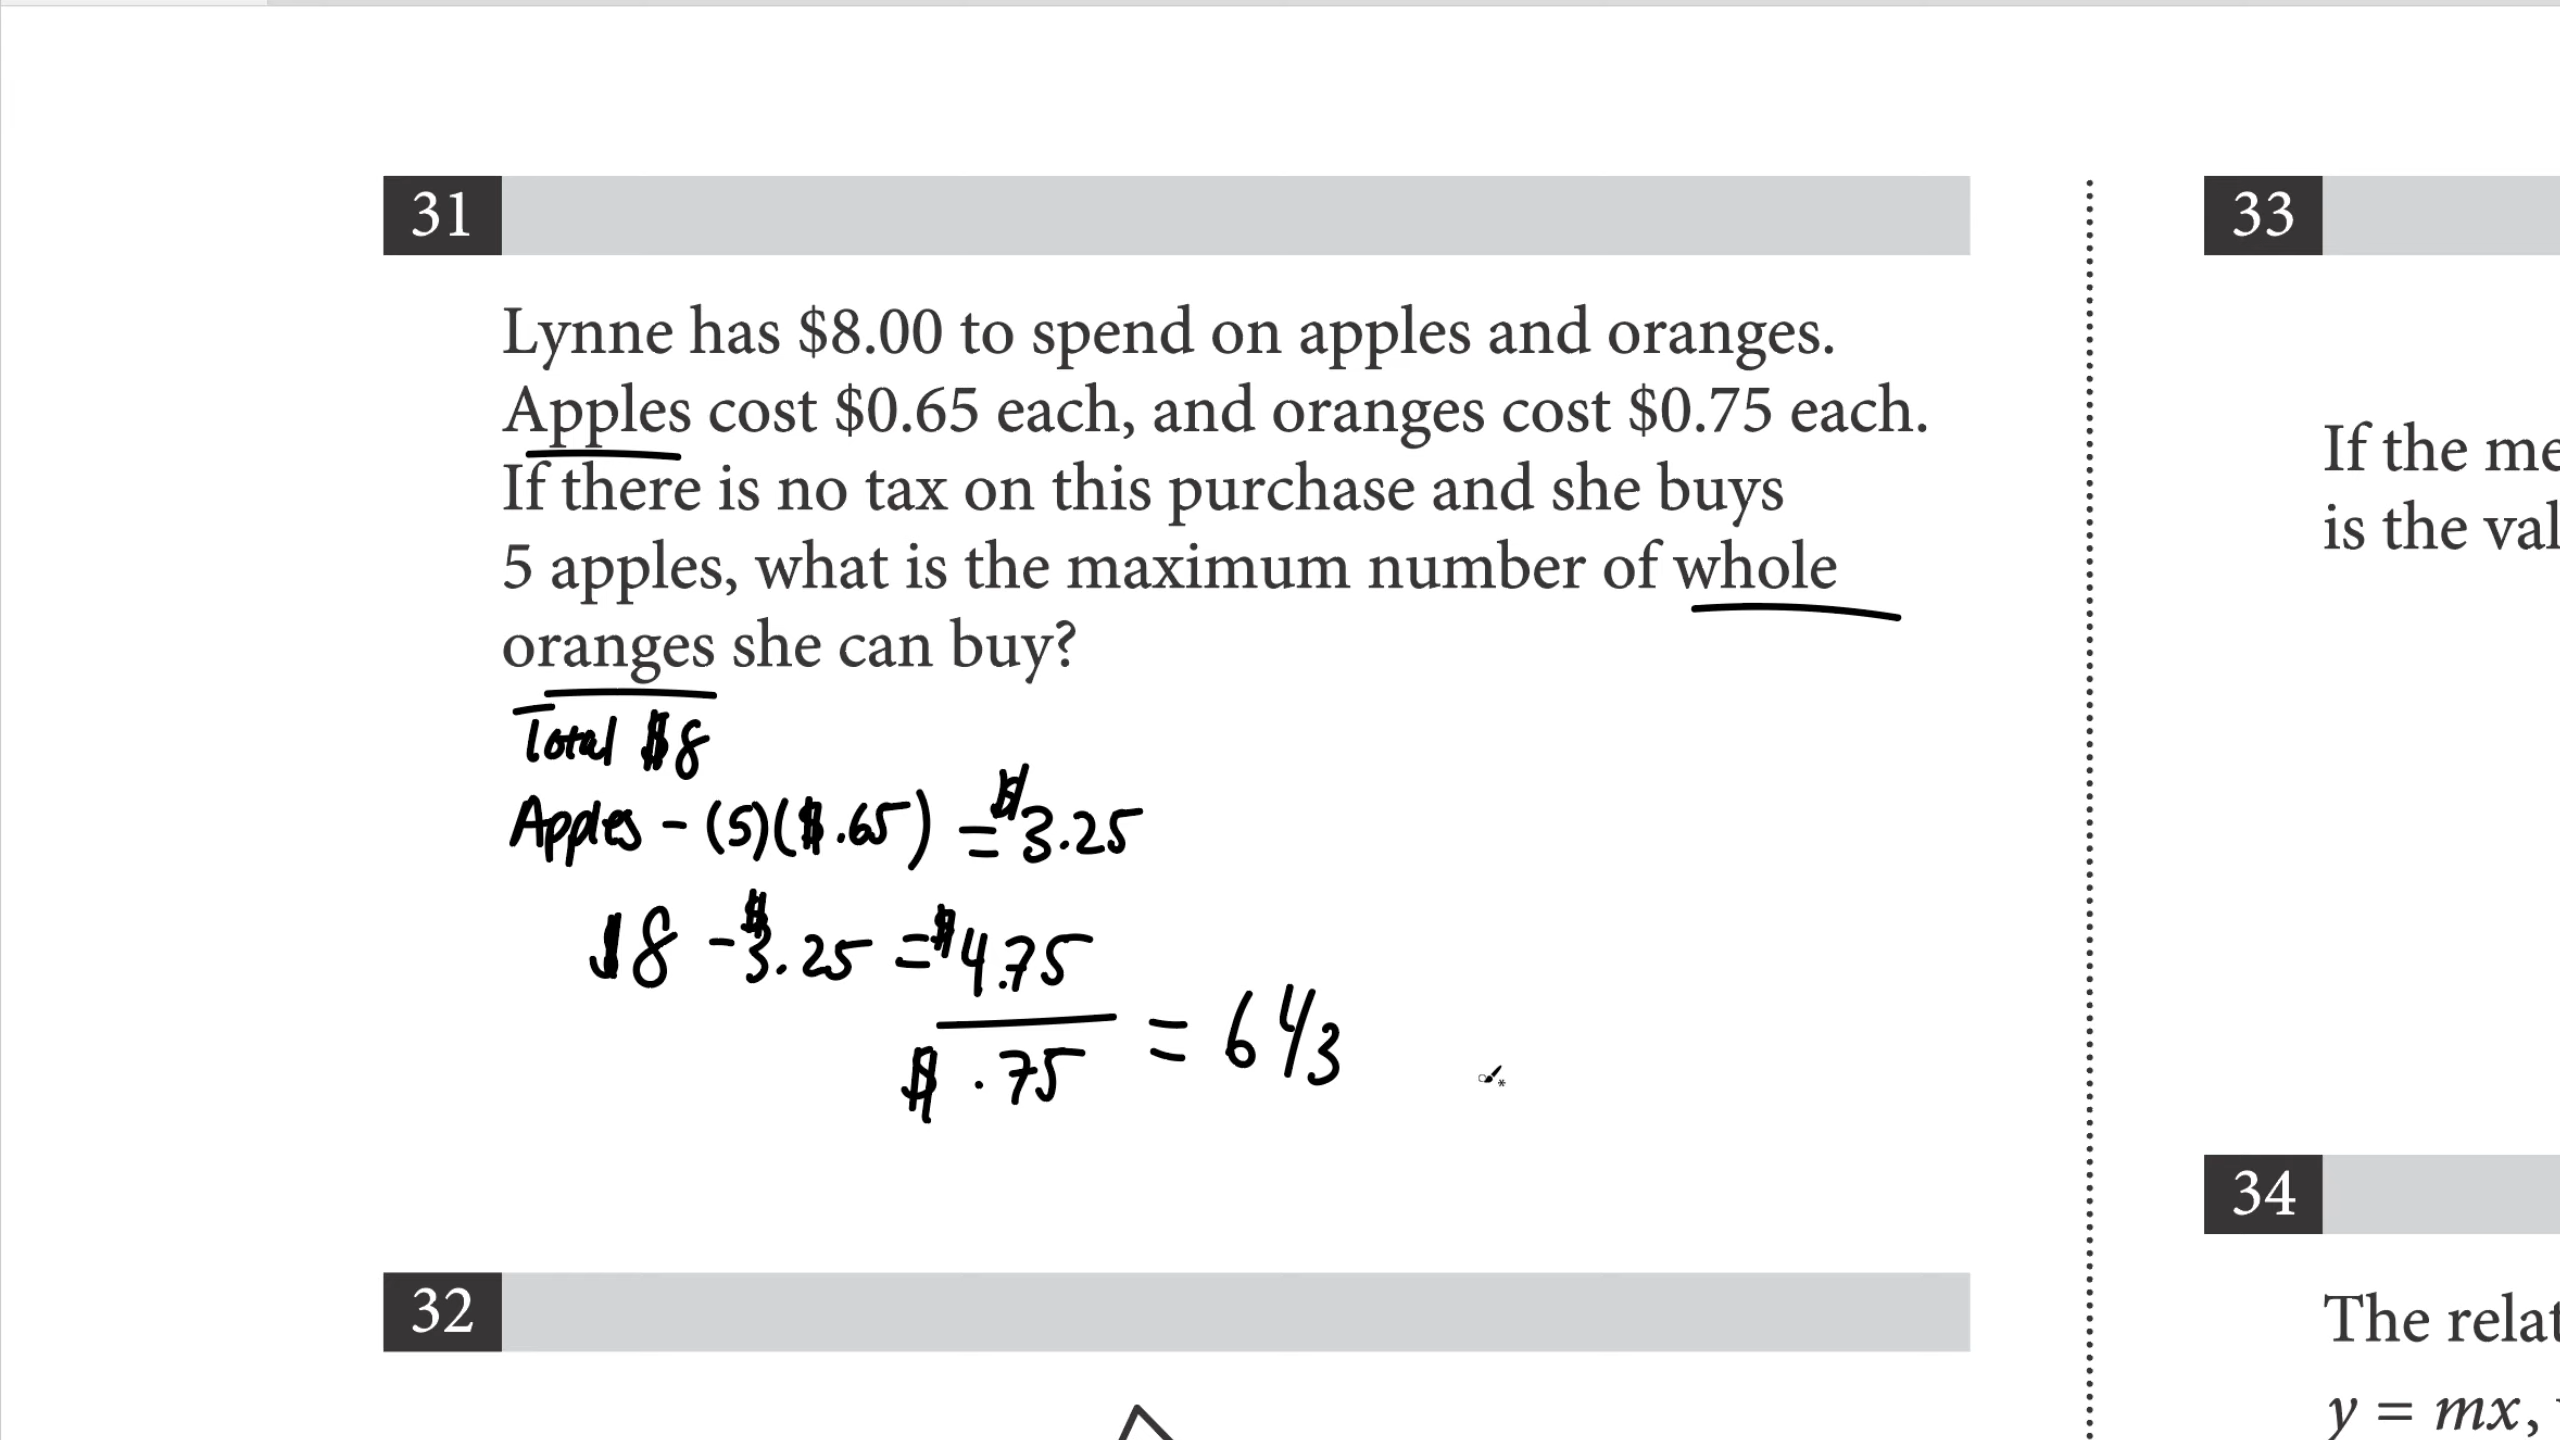 31
Lynne has $8.00 to spend on apples and oranges.
Apples cost $0.65 each, and oranges cost $0.75 each.
If there is no tax on this purchase and she buys
5 apples, what is the maximum number of whole
oranges she can buy?
Total $8
Apples - (5)($.65) = $3.25
$8 - $3.25 = $4.75
$ .75 = 6 1/3
32
33
If the me
is the val
34
The relat
y = mx,